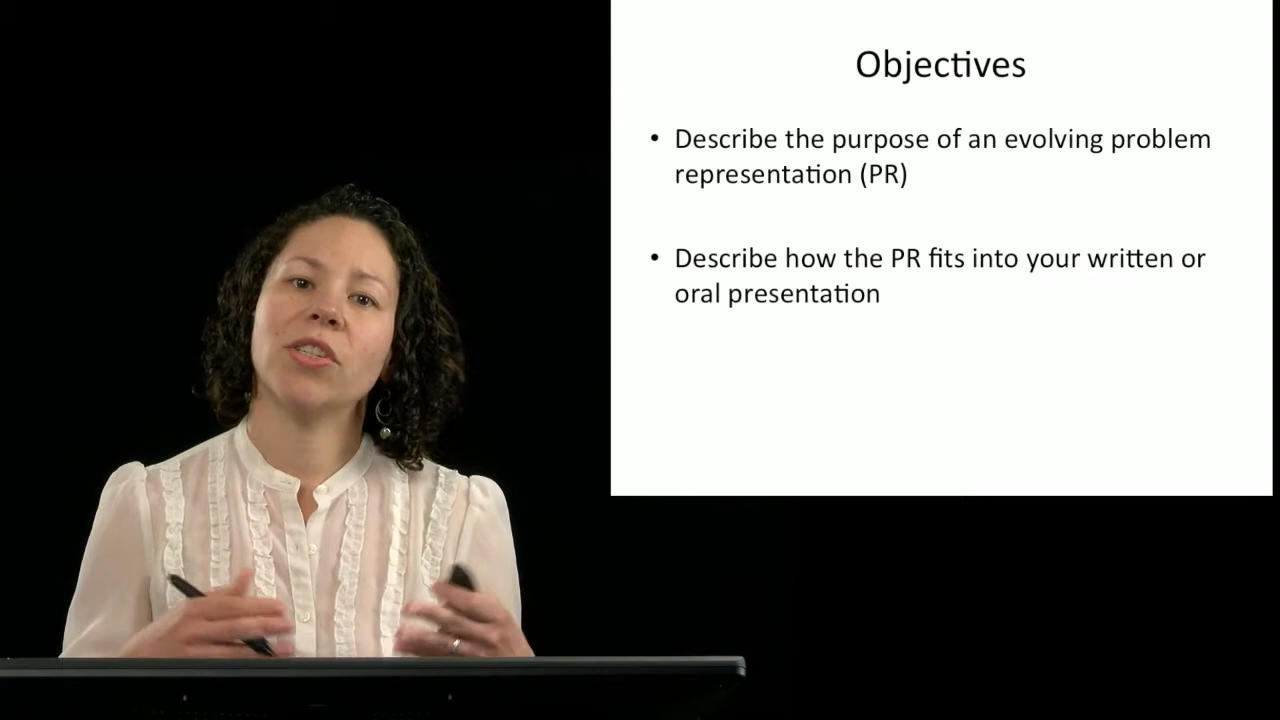 Objectives
• Describe the purpose of an evolving problem
representation (PR)
• Describe how the PR fits into your written or
oral presentation